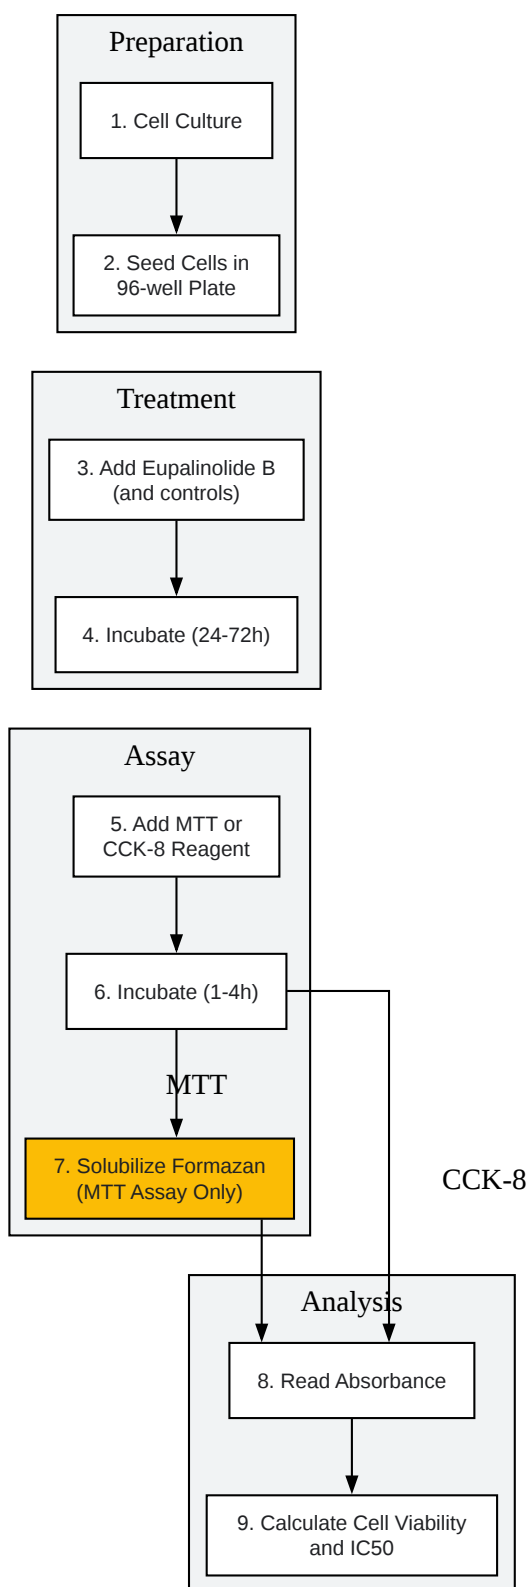 Preparation
1. Cell Culture
2. Seed Cells in
96-well Plate
Treatment
3. Add Eupalinolide B
(and controls)
4. Incubate (24-72h)
Assay
5. Add MTT or
CCK-8 Reagent
6. Incubate (1-4h)
MTT
7. Solubilize Formazan
(MTT Assay Only)
CCK-8
Analysis
8. Read Absorbance
9. Calculate Cell Viability
and IC50